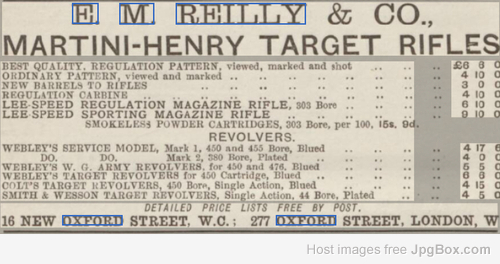 E. M. REILLY & CO.,
MARTINI-HENRY TARGET RIFLES
BEST QUALITY, REGULATION PATTERN, viewed, marked and shot .. .. £6 6 0
ORDINARY PATTERN, viewed and marked .. .. .. .. .. 4 10 0
NEW BARRELS TO RIFLES .. .. .. .. .. 3 0 0
REGULATION CARBINE .. .. .. .. .. 4 10 0
LEE-SPEED REGULATION MAGAZINE RIFLE, 303 Bore .. .. .. 6 10 0
LEE-SPEED SPORTING MAGAZINE RIFLE .. .. .. .. 9 10 0
SMOKELESS POWDER CARTRIDGES, 303 Bore, per 100, 15s. 9d.
REVOLVERS.
WEBLEY'S SERVICE MODEL, Mark 1, 450 and 455 Bore, Blued .. .. 4 17 6
DO. DO. Mark 2, 380 Bore, Plated .. .. 4 0 0
WEBLEY'S W. G. ARMY REVOLVERS, for 450 and 476, Blued .. .. 5 15 0
WEBLEY'S TARGET REVOLVERS for 450 Cartridge, Blued .. .. 6 6 0
COLT'S TARGET REVOLVERS, 450 Bore, Single Action, Blued .. .. 4 15 0
SMITH & WESSON TARGET REVOLVERS, Single Action, 44 Bore, Plated .. 4 5 0
DETAILED PRICE LISTS FREE BY POST.
16 NEW OXFORD STREET, W.C.; 277 OXFORD STREET, LONDON, W
Host images free JpgBox.com